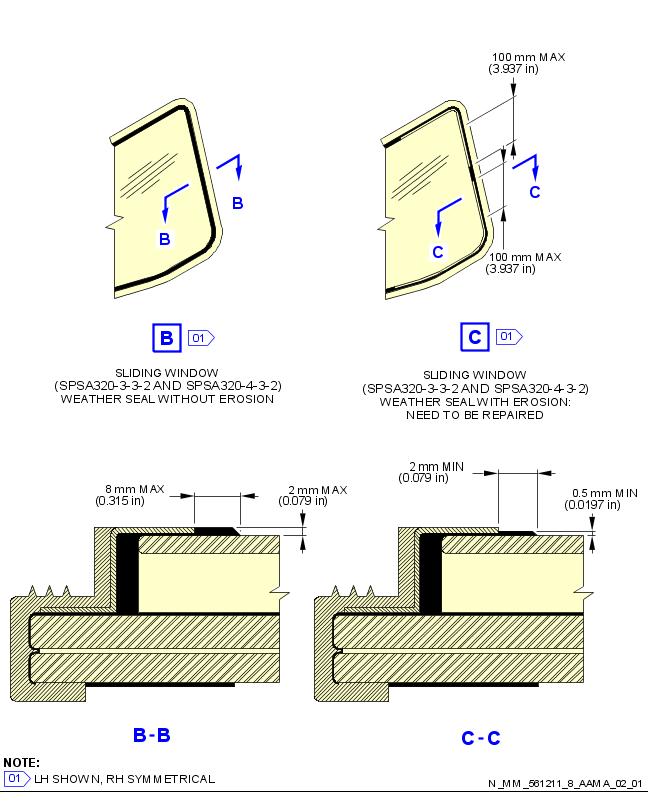 100 mm MAX
(3.937 in)
B
B
C
C
100 mm MAX
(3.937 in)
B 01
C 01
SLIDING WINDOW
(SPSA320-3-3-2 AND SPSA320-4-3-2)
WEATHER SEAL WITHOUT EROSION
SLIDING WINDOW
(SPSA320-3-3-2 AND SPSA320-4-3-2)
WEATHER SEAL WITH EROSION:
NEED TO BE REPAIRED
8 mm MAX
(0.315 in)
2 mm MAX
(0.079 in)
2 mm MIN
(0.079 in)
0.5 mm MIN
(0.0197 in)
B-B
C-C
NOTE:
01 LH SHOWN, RH SYMMETRICAL
N_MM_561211_8_AAMA_02_01